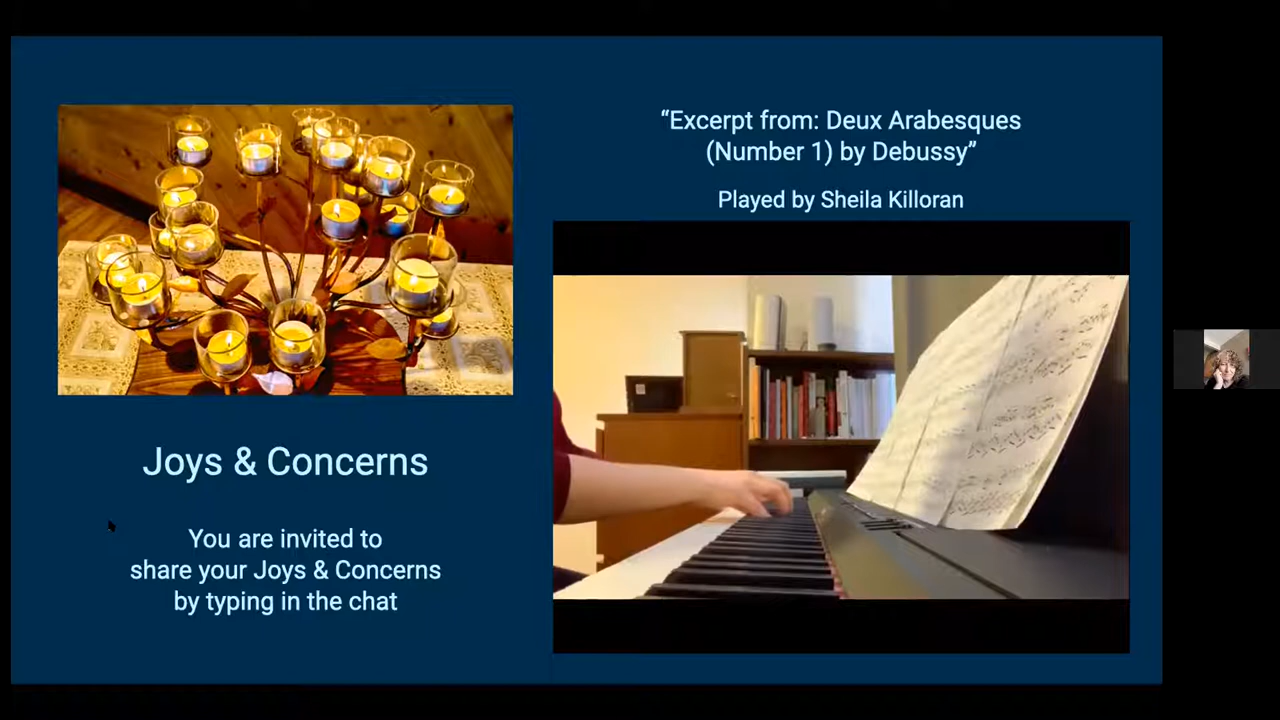 “Excerpt from: Deux Arabesques
(Number 1) by Debussy”
Played by Sheila Killoran
Joys & Concerns
You are invited to
share your Joys & Concerns
by typing in the chat